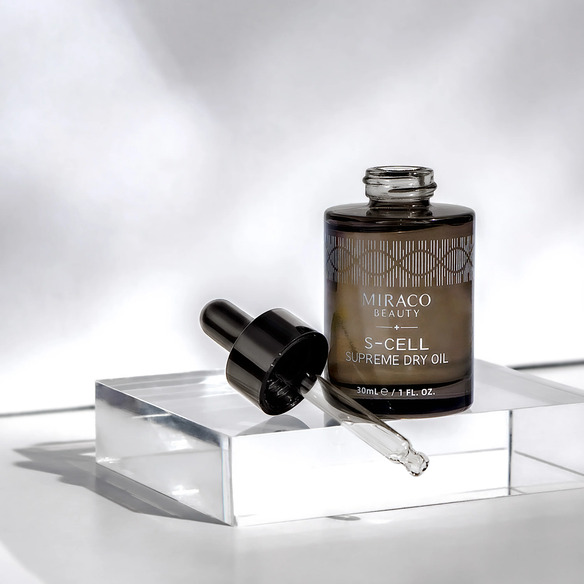 MIRACO
BEAUTY
S-CELL
SUPREME DRY OIL
30mL ℮ / 1 FL. OZ.